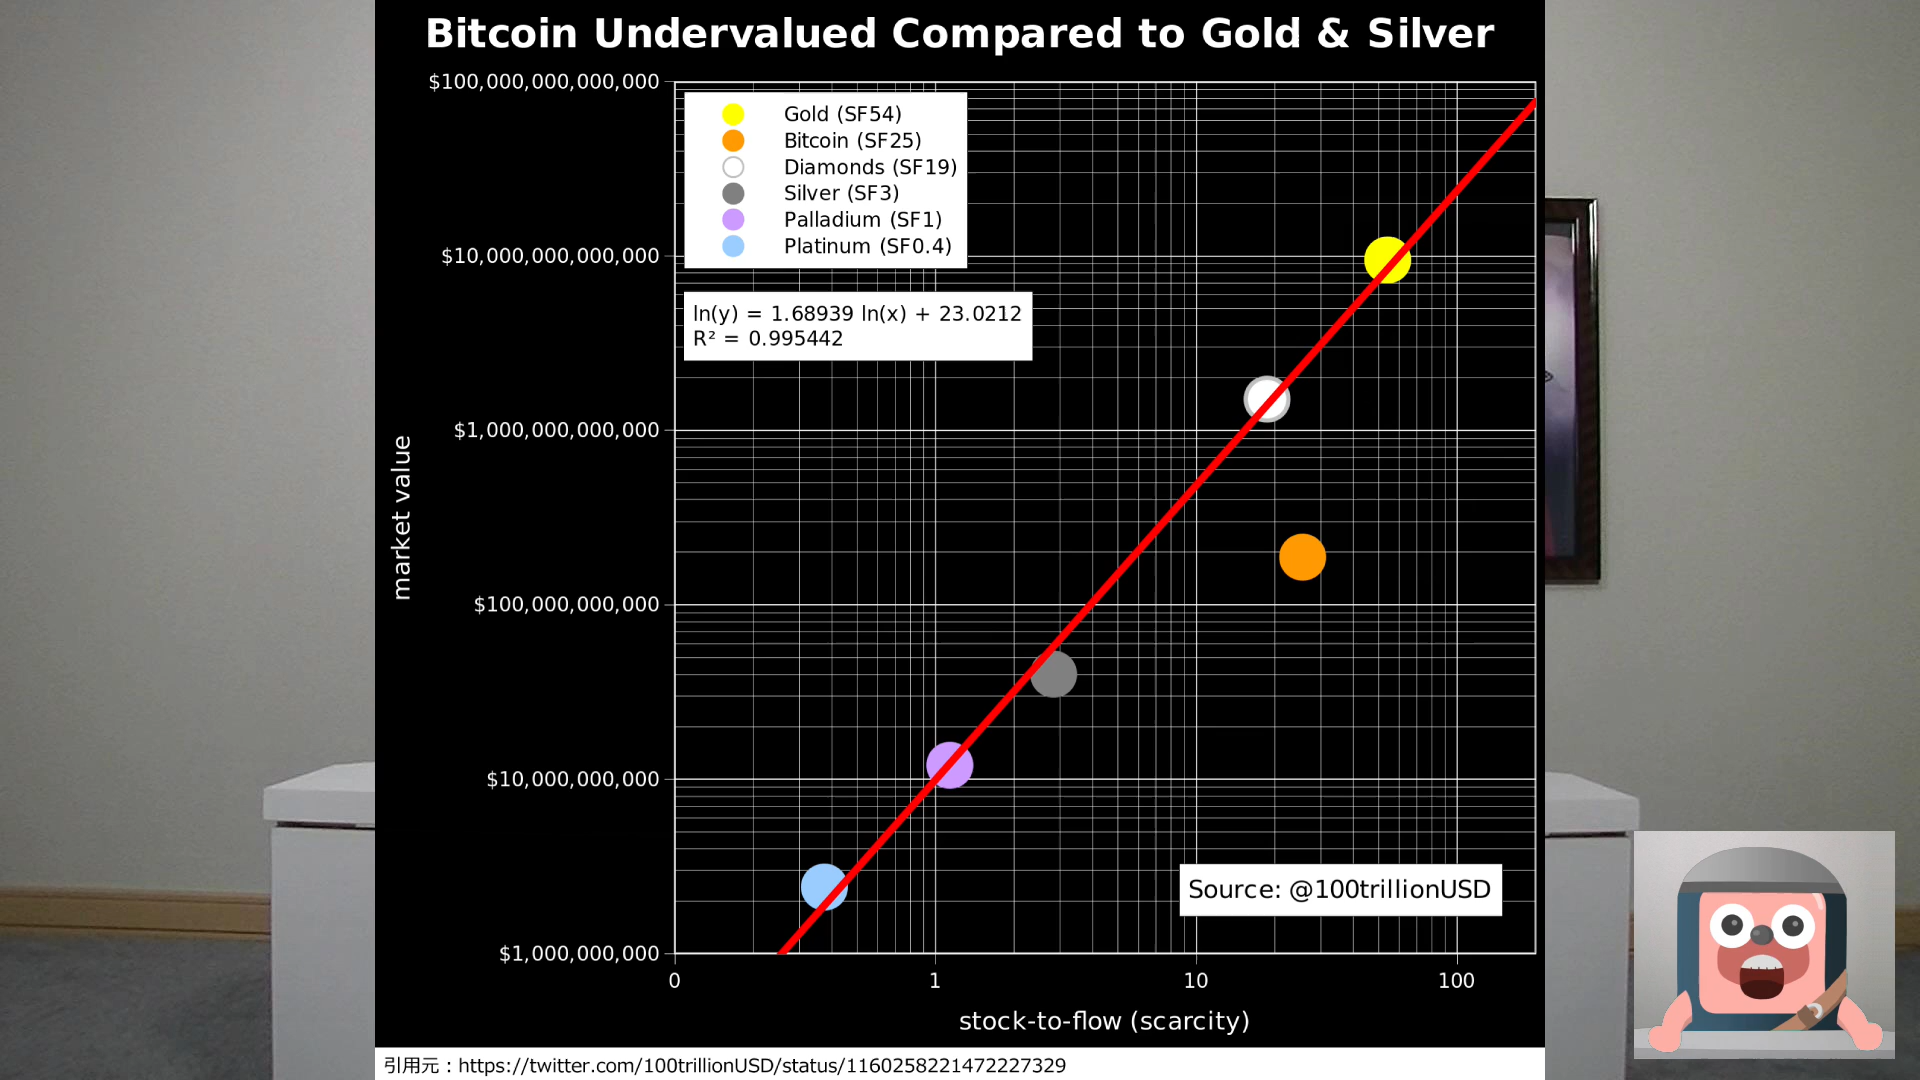 Bitcoin Undervalued Compared to Gold & Silver
$100,000,000,000,000
$10,000,000,000,000
$1,000,000,000,000
$100,000,000,000
$10,000,000,000
$1,000,000,000
market value
Gold (SF54)
Bitcoin (SF25)
Diamonds (SF19)
Silver (SF3)
Palladium (SF1)
Platinum (SF0.4)
ln(y) = 1.68939 ln(x) + 23.0212
R² = 0.995442
Source: @100trillionUSD
0 1 10 100
stock-to-flow (scarcity)
引用元：https://twitter.com/100trillionUSD/status/1160258221472227329